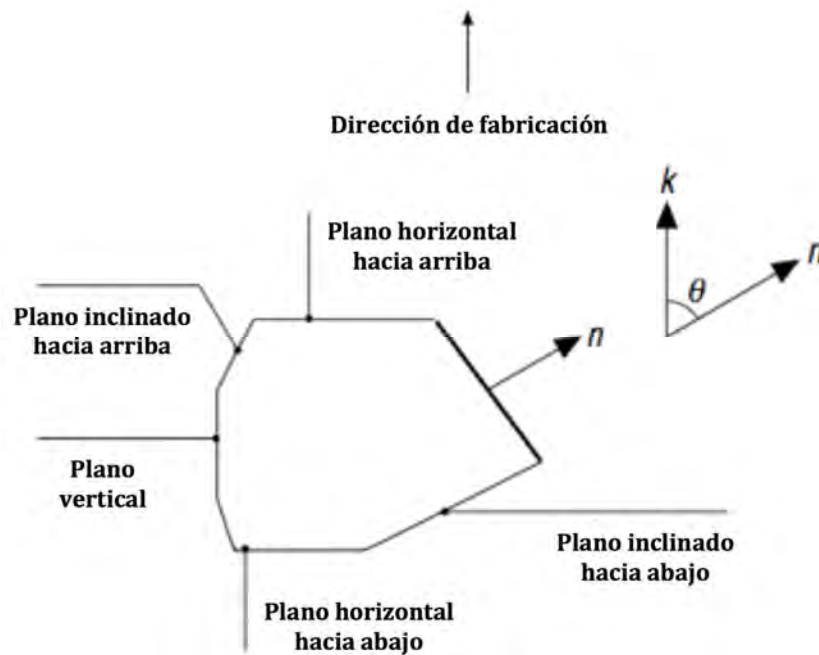 Dirección de fabricación
k
Plano horizontal
hacia arriba
n
θ
Plano inclinado
hacia arriba
n
Plano
vertical
Plano inclinado
hacia abajo
Plano horizontal
hacia abajo